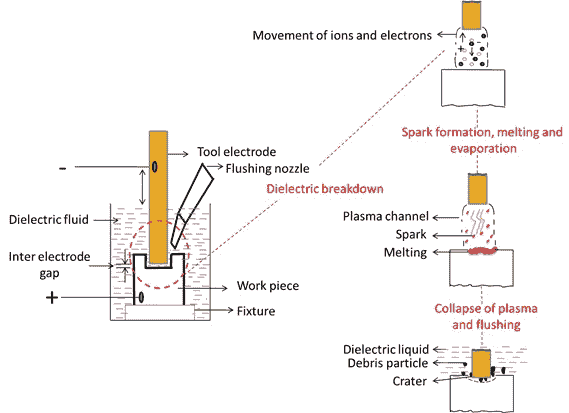 Movement of ions and electrons
+
-
Spark formation, melting and
evaporation
-
Tool electrode
Flushing nozzle
Dielectric breakdown
Dielectric fluid
Inter electrode
gap
+
Work piece
Fixture
Plasma channel
Spark
Melting
Collapse of plasma
and flushing
Dielectric liquid
Debris particle
Crater